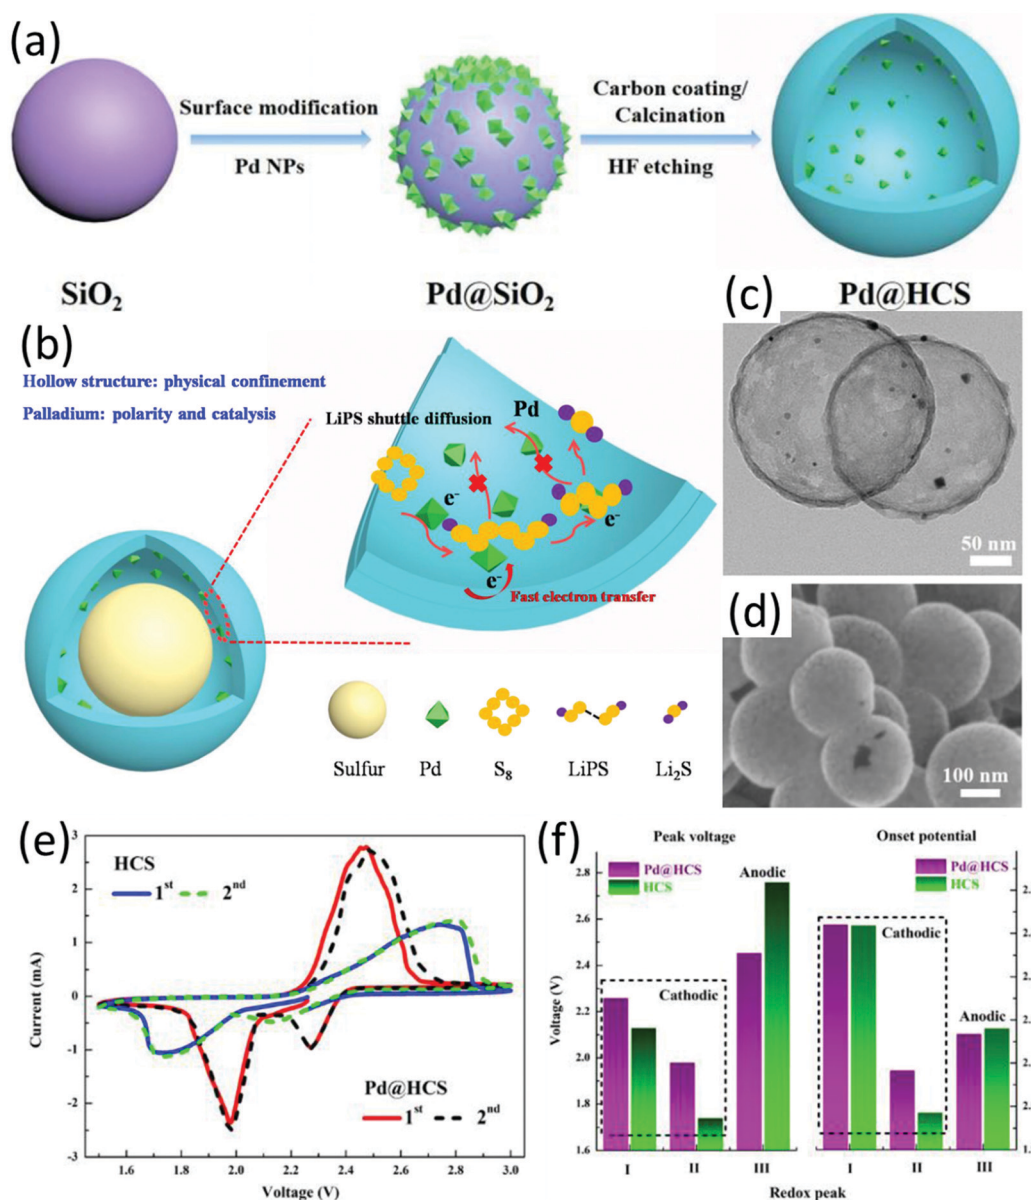 (a)
Surface modification
Pd NPs
Carbon coating/
Calcination
HF etching
SiO2
Pd@SiO2
Pd@HCS
(b)
Hollow structure: physical confinement
Palladium: polarity and catalysis
LiPS shuttle diffusion
Pd
e-
e-
e-
Fast electron transfer
Sulfur
Pd
S8
LiPS
Li2S
(c)
50 nm
(d)
100 nm
(e)
HCS
1st
2nd
Pd@HCS
1st
2nd
3
2
1
0
-1
-2
-3
Current (mA)
1.6
1.8
2.0
2.2
2.4
2.6
2.8
3.0
Voltage (V)
(f)
Peak voltage
Onset potential
Pd@HCS
HCS
Anodic
Cathodic
Pd@HCS
HCS
Cathodic
Anodic
Voltage (V)
2.8
2.6
2.4
2.2
2.0
1.8
1.6
I
II
III
I
II
III
Redox peak